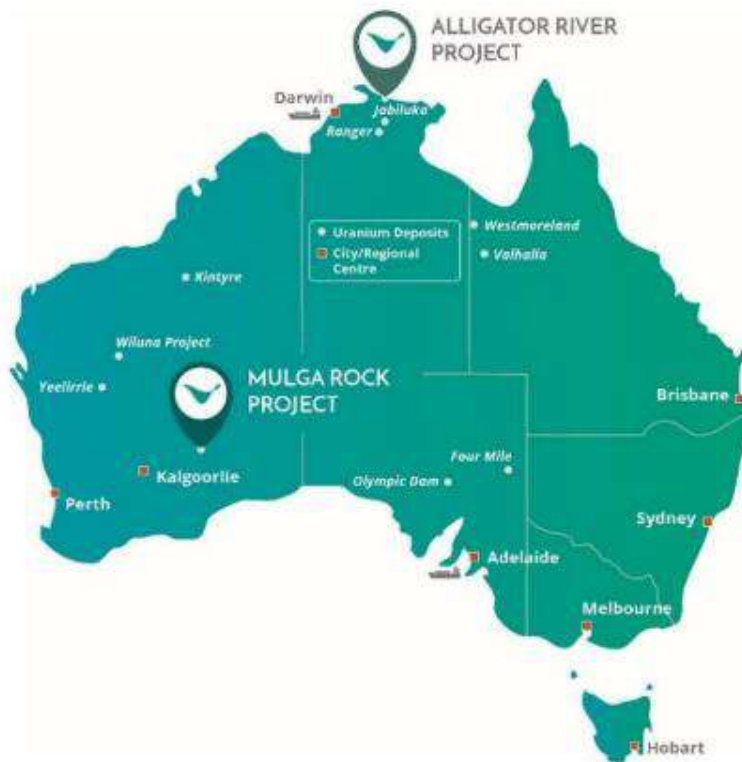 ALLIGATOR RIVER
PROJECT
Darwin
Jabiluka
Ranger
Uranium Deposits
City/Regional
Centre
Westmoreland
Valhalla
Kintyre
Wiluna Project
Yeelirrie
MULGA ROCK
PROJECT
Brisbane
Four Mile
Kalgoorlie
Olympic Dam
Perth
Sydney
Adelaide
Melbourne
Hobart